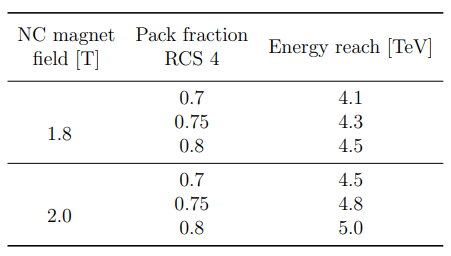 NC magnet Pack fraction Energy reach [TeV]
field [T] RCS 4
0.7 4.1
1.8 0.75 4.3
0.8 4.5
0.7 4.5
2.0 0.75 4.8
0.8 5.0